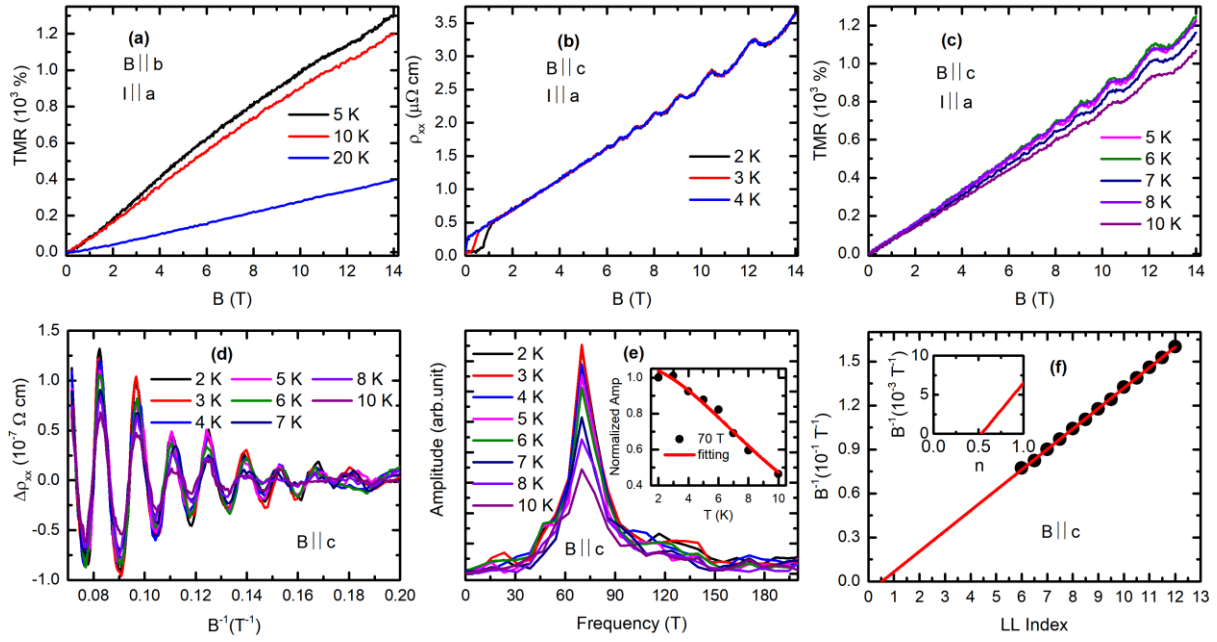 (a)
B||b
I||a
5 K
10 K
20 K
TMR (10³ %)
1.2
0.9
0.6
0.4
0.2
0.0
0 2 4 6 8 10 12 14
B (T)
(b)
B||c
I||a
2 K
3 K
4 K
ρxx (μΩ cm)
3.5
3.0
2.5
2.0
1.5
1.0
0.5
0.0
0 2 4 6 8 10 12 14
B (T)
(c)
B||c
I||a
5 K
6 K
7 K
8 K
10 K
TMR (10³ %)
1.2
1.0
0.8
0.6
0.4
0.2
0.0
0 2 4 6 8 10 12 14
B (T)
(d)
2 K 5 K 8 K
3 K 6 K 10 K
4 K 7 K
B||c
Δρxx (10⁻⁷ Ω cm)
1.5
1.0
0.5
0.0
-0.5
-1.0
0.08 0.10 0.12 0.14 0.16 0.18 0.20
B⁻¹(T⁻¹)
(e)
2 K
3 K
4 K
5 K
6 K
7 K
8 K
10 K
B||c
Amplitude (arb.unit)
0 30 60 90 120 150 180
Frequency (T)
Normalized Amp
1.0
0.8
0.6
0.4
70 T
fitting
2 4 6 8 10
T (K)
(f)
B||c
B⁻¹ (10⁻¹ T⁻¹)
1.5
1.2
0.9
0.6
0.3
0.0
0 1 2 3 4 5 6 7 8 9 10 11 12 13
LL Index
B⁻¹ (10⁻³ T⁻¹)
10
5
0
0.0 0.5 1.0
n